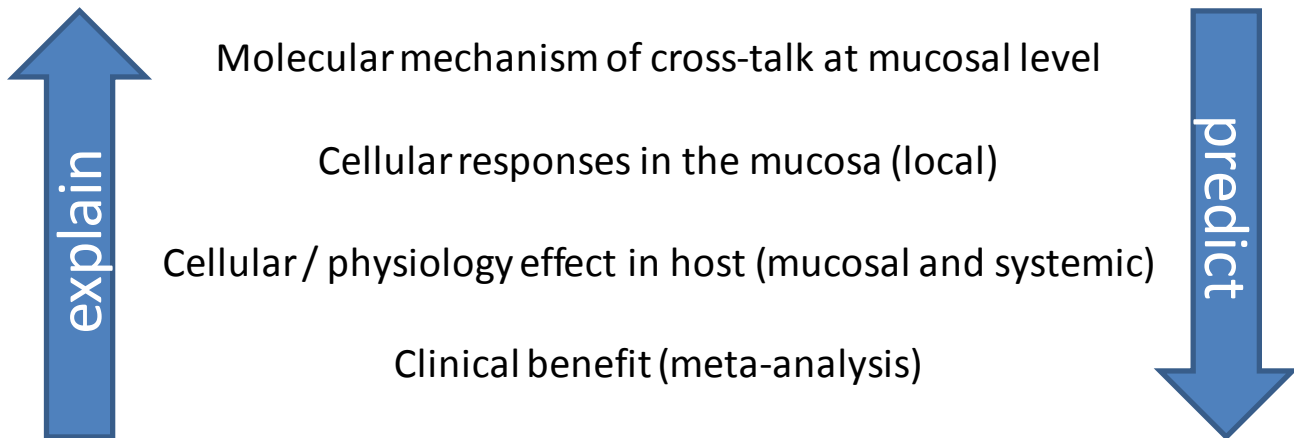 explain
Molecular mechanism of cross-talk at mucosal level
Cellular responses in the mucosa (local)
Cellular / physiology effect in host (mucosal and systemic)
Clinical benefit (meta-analysis)
predict